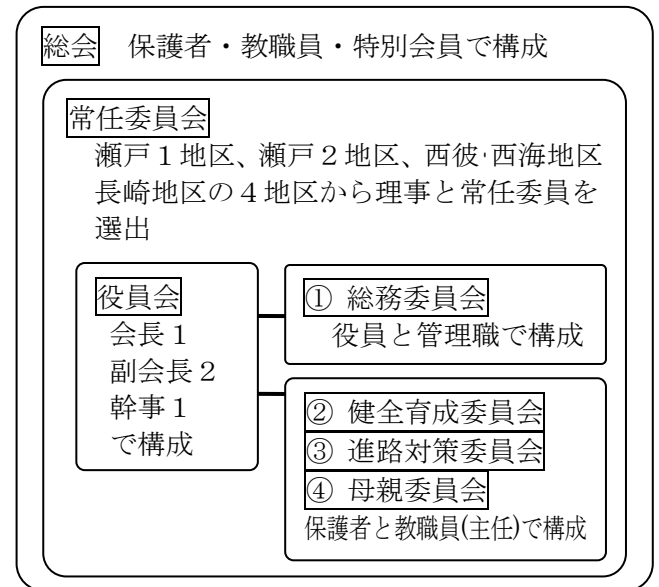 総会　保護者・教職員・特別会員で構成
常任委員会
瀬戸１地区、瀬戸２地区、西彼･西海地区
長崎地区の４地区から理事と常任委員を
選出
役員会
会長１
副会長２
幹事１
で構成
① 総務委員会
役員と管理職で構成
② 健全育成委員会
③ 進路対策委員会
④ 母親委員会
保護者と教職員(主任)で構成